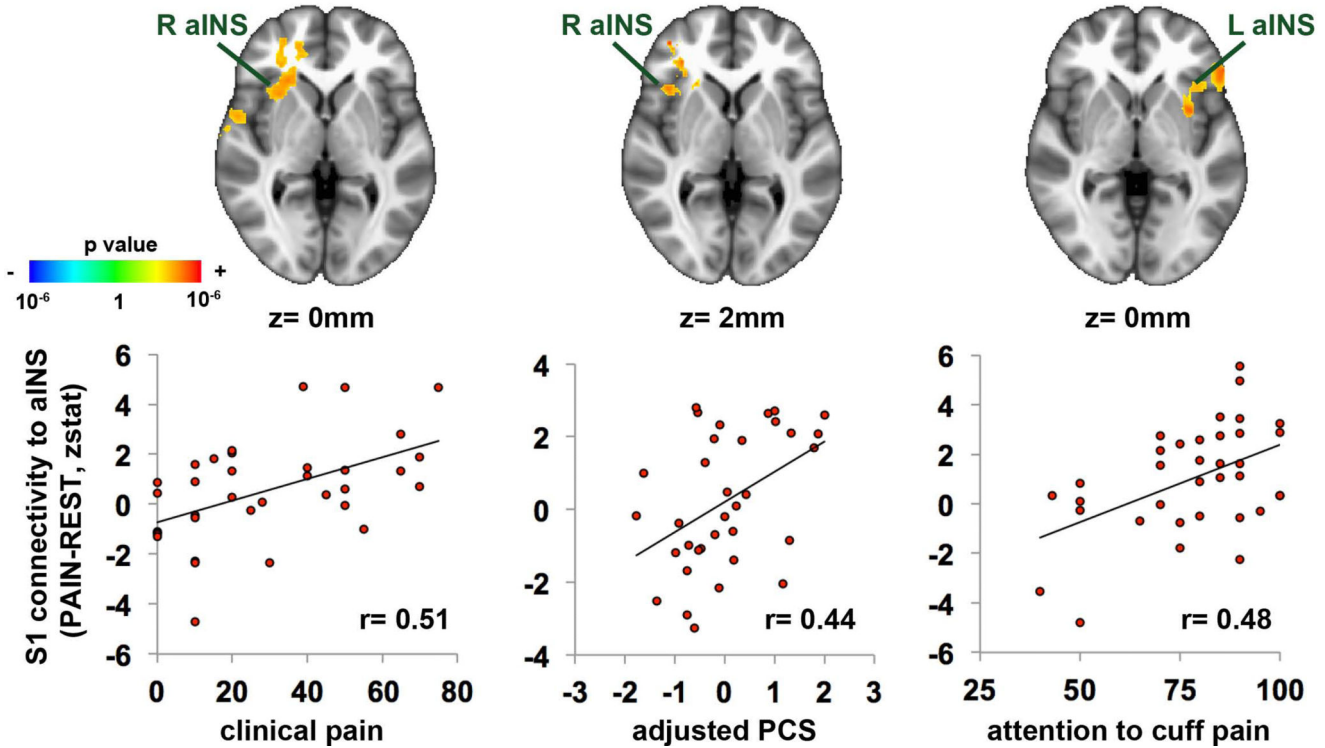 R aINS
R aINS
L aINS
p value
- +
10-6 1 10-6
z= 0mm
z= 2mm
z= 0mm
S1 connectivity to aINS
(PAIN-REST, zstat)
6
4
2
0
-2
-4
-6
0 20 40 60 80
r= 0.51
clinical pain
4
2
0
-2
-4
-3 -2 -1 0 1 2 3
r= 0.44
adjusted PCS
6
4
2
0
-2
-4
-6
25 50 75 100
r= 0.48
attention to cuff pain